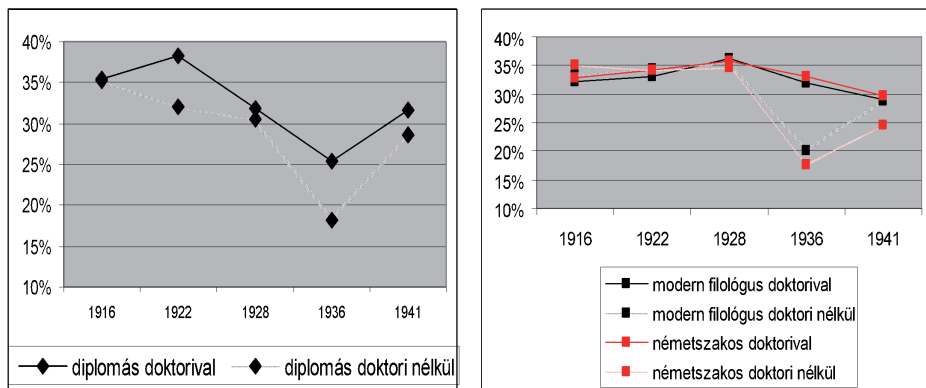 40%
35%
30%
25%
20%
15%
10%
1916 1922 1928 1936 1941
diplomás doktorival diplomás doktori nélkül
40%
35%
30%
25%
20%
15%
10%
1916 1922 1928 1936 1941
modern filológus doktorival
modern filológus doktori nélkül
németszakos doktorival
németszakos doktori nélkül